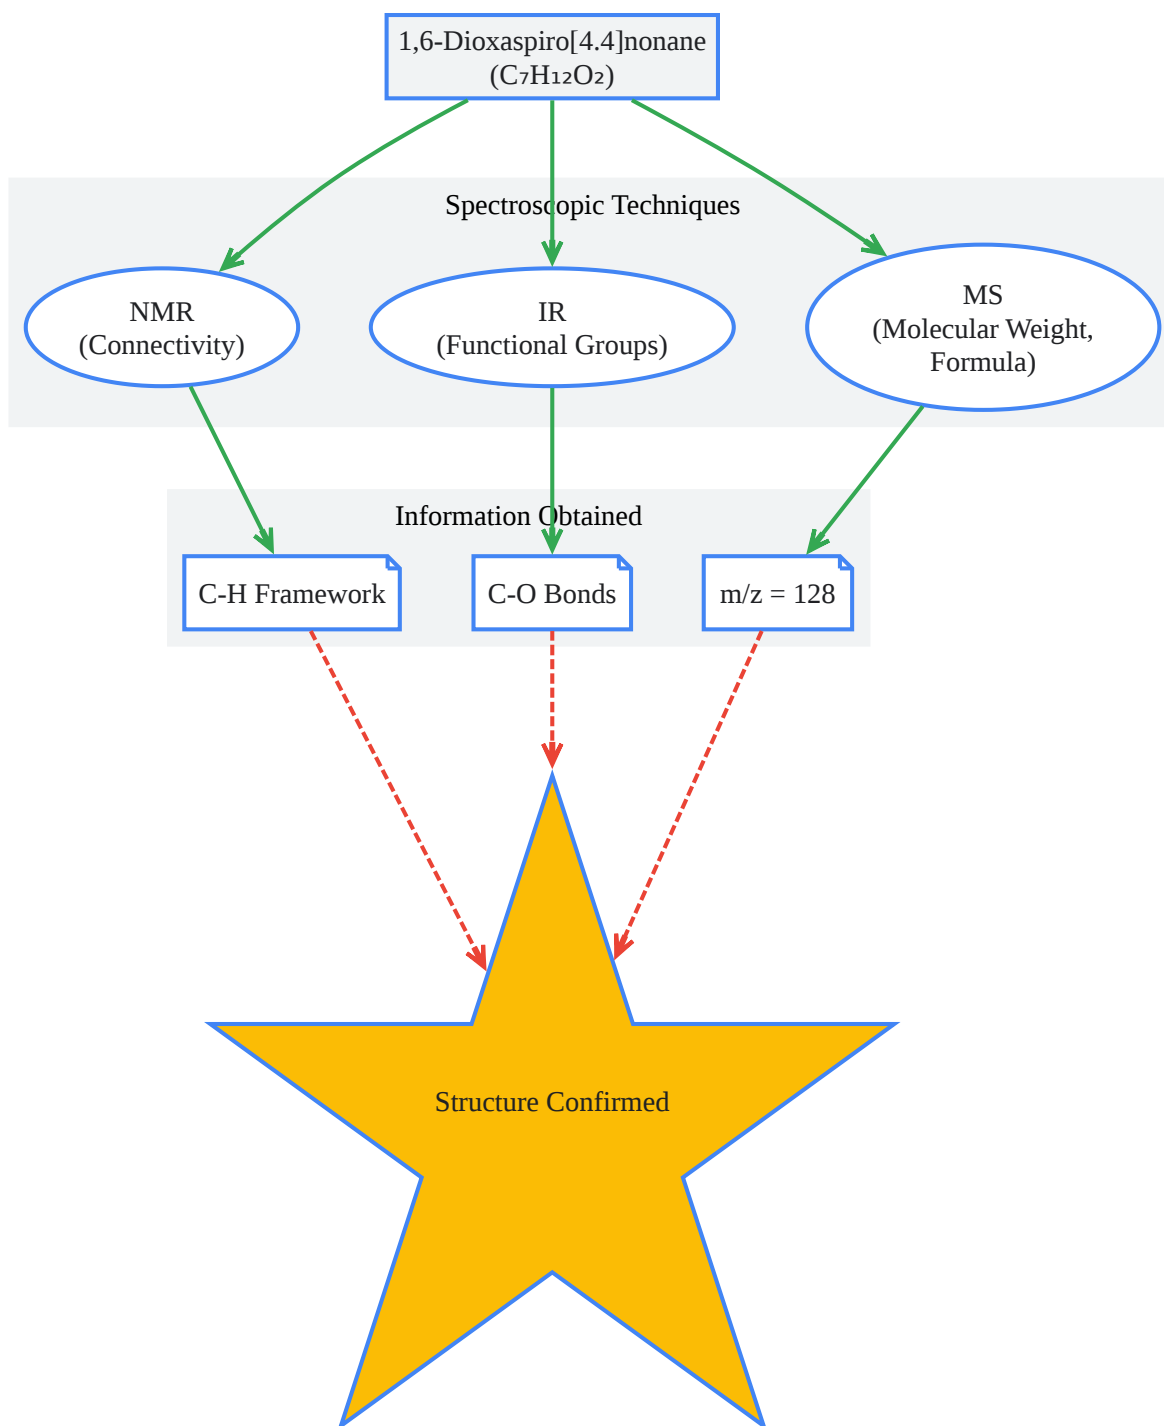 1,6-Dioxaspiro[4.4]nonane
(C₇H₁₂O₂)
Spectroscopic Techniques
NMR
(Connectivity)
IR
(Functional Groups)
MS
(Molecular Weight,
Formula)
Information Obtained
C-H Framework
C-O Bonds
m/z = 128
Structure Confirmed